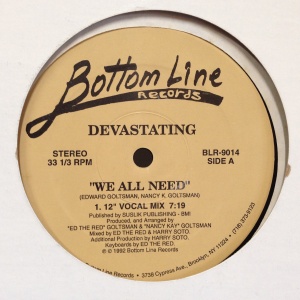 Bottom Line
Records
DEVASTATING
STEREO
33 1/3 RPM
BLR-9014
SIDE A
"WE ALL NEED"
(EDWARD GOLTSMAN, NANCY K. GOLTSMAN)
1. 12" VOCAL MIX 7:19
Published by SUSLIK PUBLISHING - BMI
Produced, and Arranged by
"ED THE RED" GOLTSMAN & "NANCY KAY" GOLTSMAN
Mixed by ED THE RED & HARRY SOTO.
Additional Production by HARRY SOTO.
Keyboards by ED THE RED.
℗ © 1992 Bottom Line Records
Line Records - 3736 Cypress Ave., Brooklyn, NY 11224 - (718)